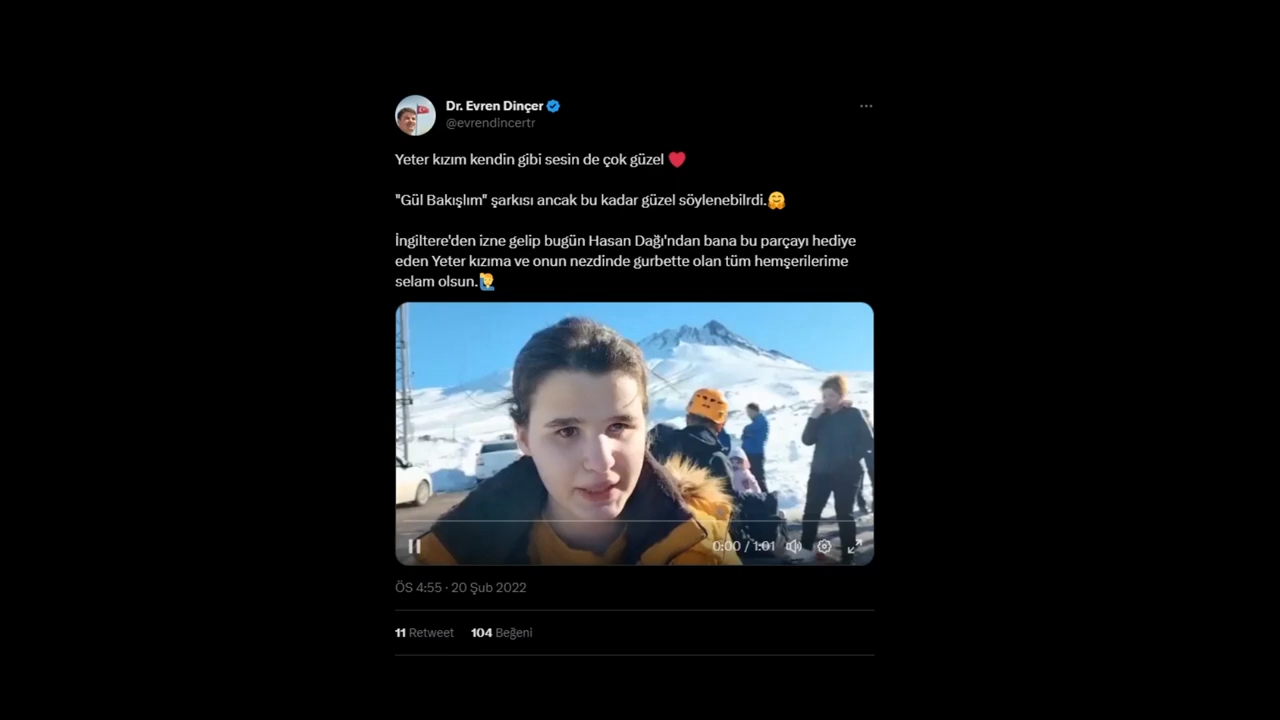 Dr. Evren Dinçer
@evrendincertr
Yeter kızım kendin gibi sesin de çok güzel ❤️
"Gül Bakışlım" şarkısı ancak bu kadar güzel söylenebilrdi.🤗
İngiltere'den izne gelip bugün Hasan Dağı'ndan bana bu parçayı hediye
eden Yeter kızıma ve onun nezdinde gurbette olan tüm hemşerilerime
selam olsun.🙋‍♂️
0:00 / 1:01
ÖS 4:55 · 20 Şub 2022
11 Retweet 104 Beğeni